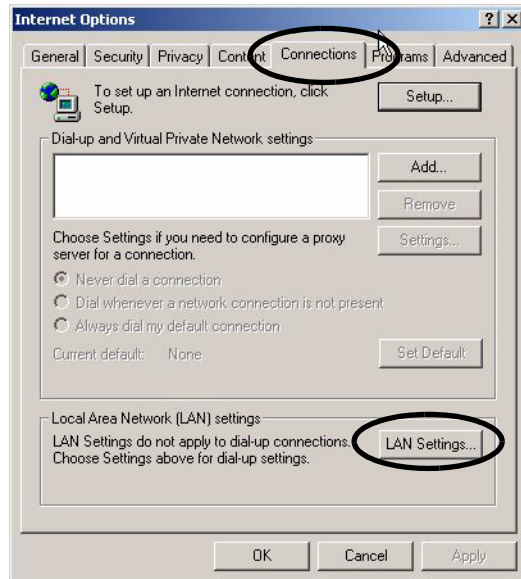 Internet Options
General Security Privacy Content Connections Programs Advanced
To set up an Internet connection, click
Setup.
Setup...
Dial-up and Virtual Private Network settings
Add...
Remove
Choose Settings if you need to configure a proxy
server for a connection.
Settings...
Never dial a connection
Dial whenever a network connection is not present
Always dial my default connection
Current default: None
Set Default
Local Area Network (LAN) settings
LAN Settings do not apply to dial-up connections.
Choose Settings above for dial-up settings.
LAN Settings...
OK Cancel Apply